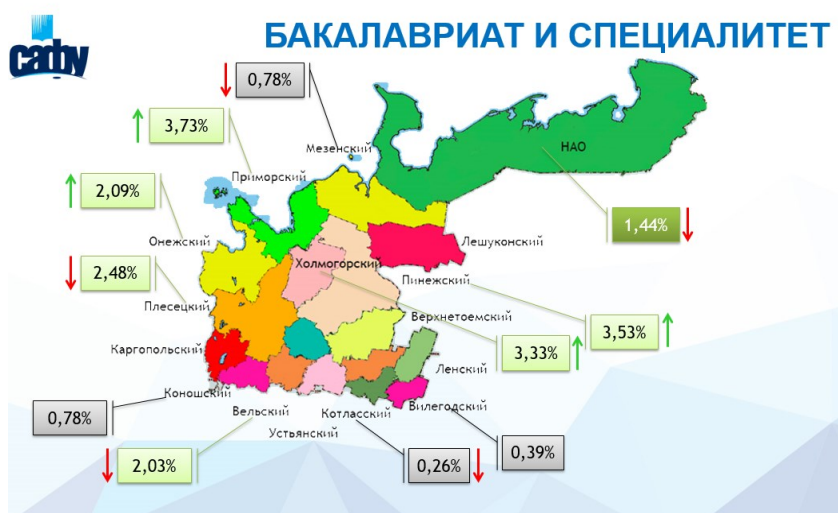 сафу
БАКАЛАВРИАТ И СПЕЦИАЛИТЕТ
0,78%
3,73%
Мезенский
НАО
Приморский
2,09%
1,44%
Онежский
Лешуконский
Холмогорский
2,48%
Пинежский
Плесецкий
Верхнетоемский
3,53%
Каргопольский
3,33%
Ленский
Коношский
0,78%
Вельский
Котласский
Вилегодский
Устьянский
0,39%
2,03%
0,26%